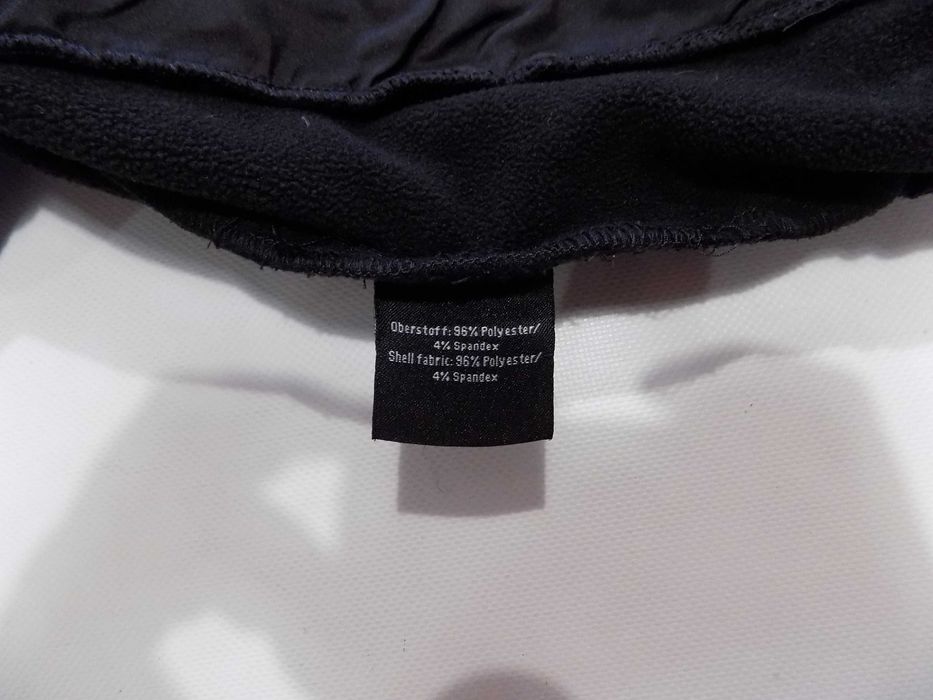 Oberstoff: 96% Polyester/
4% Spandex
Shell fabric: 96% Polyester/
4% Spandex